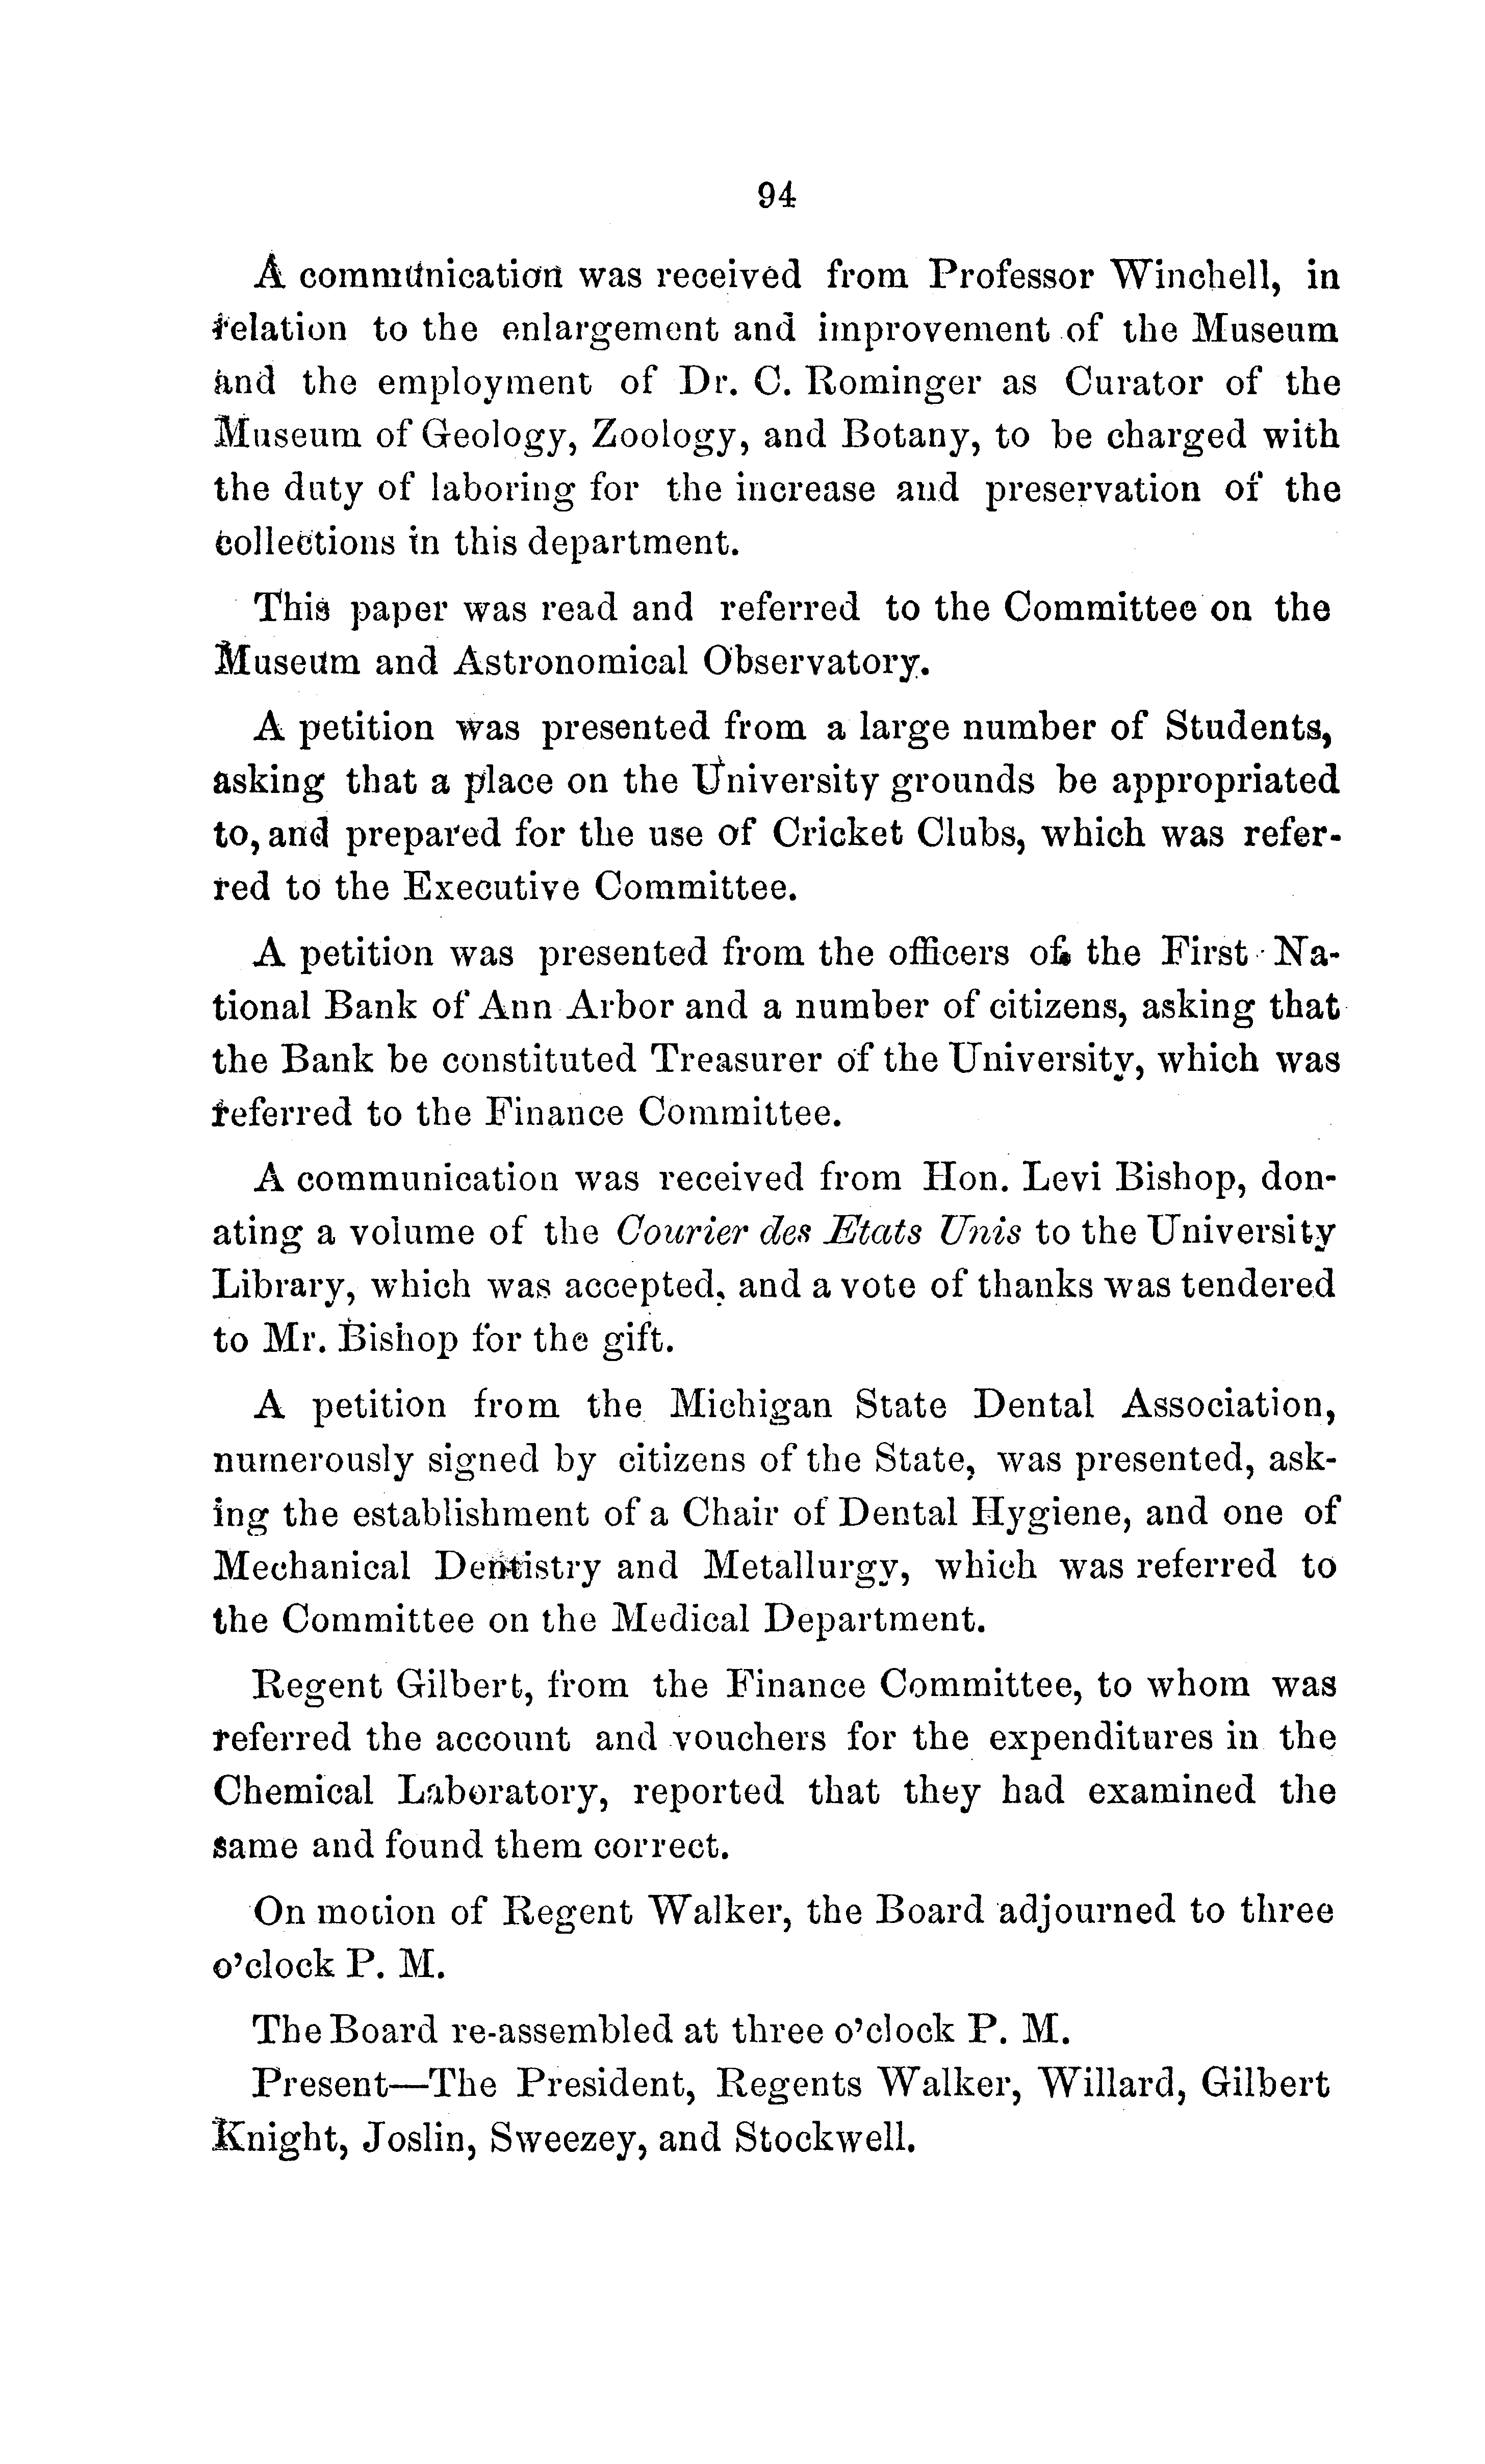 94
A communication was received from Professor Winchell, in
relation to the enlargement and improvement of the Museum
and the employment of Dr. C. Rominger as Curator of the
Museum of Geology, Zoology, and Botany, to be charged with
the duty of laboring for the increase and preservation of the
collections in this department.
This paper was read and referred to the Committee on the
Museum and Astronomical Observatory.
A petition was presented from a large number of Students,
asking that a place on the University grounds be appropriated
to, and prepared for the use of Cricket Clubs, which was refer-
red to the Executive Committee.
A petition was presented from the officers of the First Na-
tional Bank of Ann Arbor and a number of citizens, asking that
the Bank be constituted Treasurer of the University, which was
referred to the Finance Committee.
A communication was received from Hon. Levi Bishop, don-
ating a volume of the Courier des Etats Unis to the University
Library, which was accepted, and a vote of thanks was tendered
to Mr. Bishop for the gift.
A petition from the Michigan State Dental Association,
numerously signed by citizens of the State, was presented, ask-
ing the establishment of a Chair of Dental Hygiene, and one of
Mechanical Dentistry and Metallurgy, which was referred to
the Committee on the Medical Department.
Regent Gilbert, from the Finance Committee, to whom was
referred the account and vouchers for the expenditures in the
Chemical Laboratory, reported that they had examined the
same and found them correct.
On motion of Regent Walker, the Board adjourned to three
o'clock P. M.
The Board re-assembled at three o'clock P. M.
Present—The President, Regents Walker, Willard, Gilbert
Knight, Joslin, Sweezey, and Stockwell.